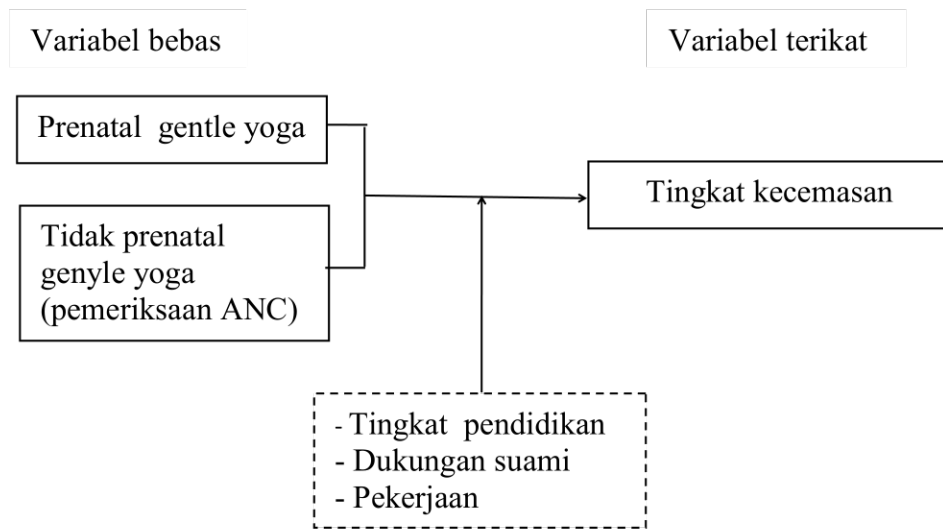 Variabel bebas
Variabel terikat
Prenatal gentle yoga
Tingkat kecemasan
Tidak prenatal
genyle yoga
(pemeriksaan ANC)
- Tingkat pendidikan
- Dukungan suami
- Pekerjaan